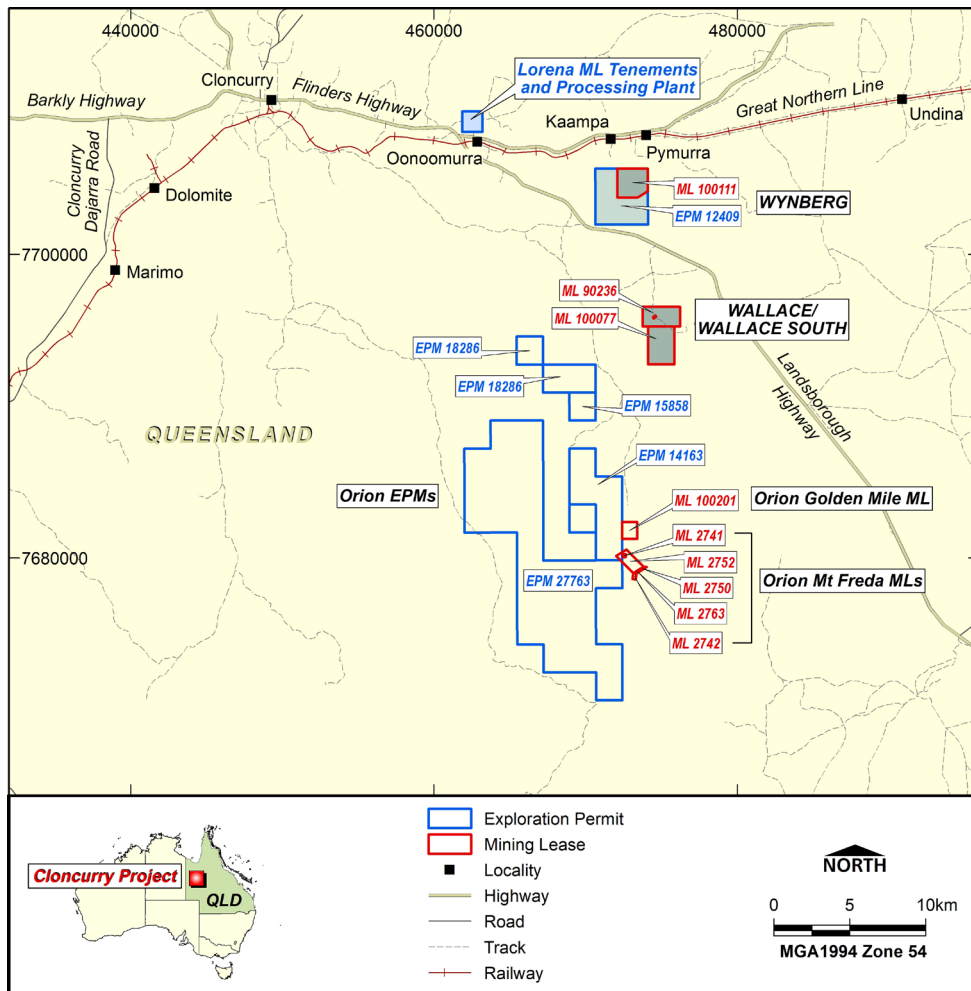 440000
460000
480000
Cloncurry
Lorena ML Tenements
and Processing Plant
Barkly Highway
Flinders Highway
Great Northern Line
Kaampa
Undina
Oonoomurra
Pymurra
Cloncurry
Dajarra Road
Dolomite
ML 100111
EPM 12409
WYNBERG
7700000
Marimo
ML 90236
ML 100077
WALLACE/
WALLACE SOUTH
EPM 18286
EPM 18286
EPM 15858
Landsborough
Highway
QUEENSLAND
EPM 14163
Orion EPMs
ML 100201
Orion Golden Mile ML
7680000
ML 2741
ML 2752
EPM 27763
ML 2750
Orion Mt Freda MLs
ML 2763
ML 2742
Cloncurry Project
QLD
Exploration Permit
Mining Lease
Locality
Highway
Road
Track
Railway
NORTH
0
5
10km
MGA1994 Zone 54